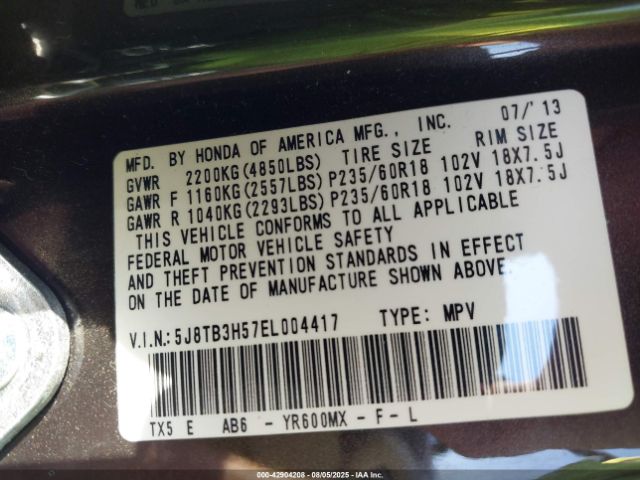 07/'13
MFD. BY HONDA OF AMERICA MFG., INC.
GVWR 2200KG(4850LBS) TIRE SIZE RIM SIZE
GAWR F 1160KG(2557LBS) P235/60R18 102V 18X7.5J
GAWR R 1040KG(2293LBS) P235/60R18 102V 18X7.5J
THIS VEHICLE CONFORMS TO ALL APPLICABLE
FEDERAL MOTOR VEHICLE SAFETY
AND THEFT PREVENTION STANDARDS IN EFFECT
ON THE DATE OF MANUFACTURE SHOWN ABOVE.
V.I.N.:5J8TB3H57EL004417 TYPE: MPV
TX5 E AB6 - YR600MX - F - L
000-42904208 - 08/05/2025 - IAAI.COM